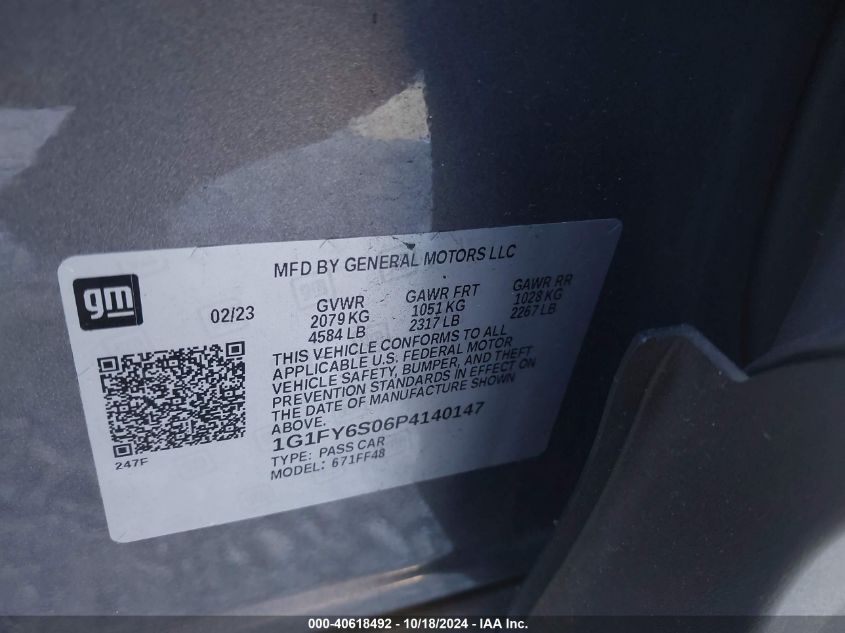 MFD BY GENERAL MOTORS LLC
gm
02/23
GVWR
2079 KG
4584 LB
GAWR FRT
1051 KG
2317 LB
GAWR RR
1028 KG
2267 LB
THIS VEHICLE CONFORMS TO ALL
APPLICABLE U.S. FEDERAL MOTOR
VEHICLE SAFETY, BUMPER, AND THEFT
PREVENTION STANDARDS IN EFFECT ON
THE DATE OF MANUFACTURE SHOWN
ABOVE.
1G1FY6S06P4140147
TYPE: PASS CAR
MODEL: 671FF48
247F
000-40618492 - 10/18/2024 - IAA Inc.